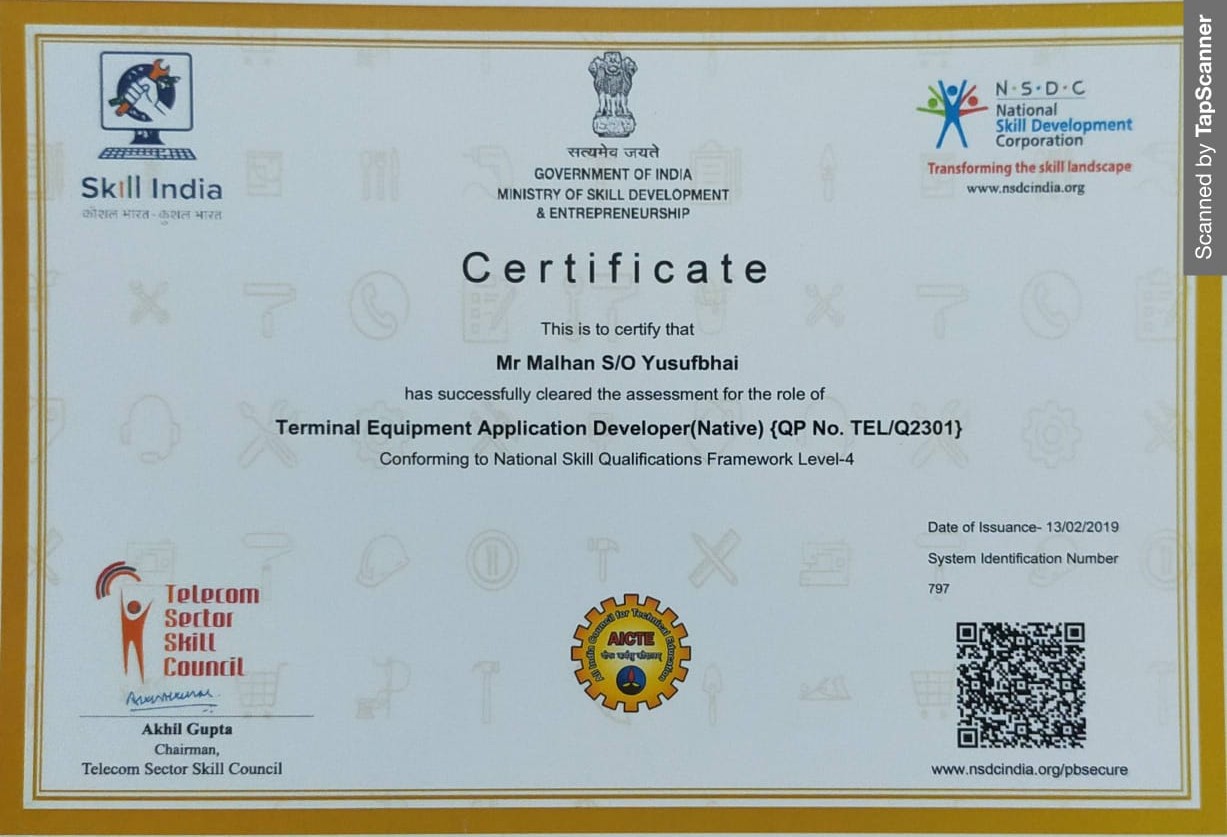 Skill India
कौशल भारत - कुशल भारत
सत्यमेव जयते
GOVERNMENT OF INDIA
MINISTRY OF SKILL DEVELOPMENT
& ENTREPRENEURSHIP
N·S·D·C
National
Skill Development
Corporation
Transforming the skill landscape
www.nsdcindia.org
Scanned by TapScanner
Certificate
This is to certify that
Mr Malhan S/O Yusufbhai
has successfully cleared the assessment for the role of
Terminal Equipment Application Developer(Native) {QP No. TEL/Q2301}
Conforming to National Skill Qualifications Framework Level-4
Date of Issuance- 13/02/2019
System Identification Number
797
Telecom
Sector
Skill
Council
Akhil Gupta
Chairman,
Telecom Sector Skill Council
All India Council for Technical Education
AICTE
www.nsdcindia.org/pbsecure